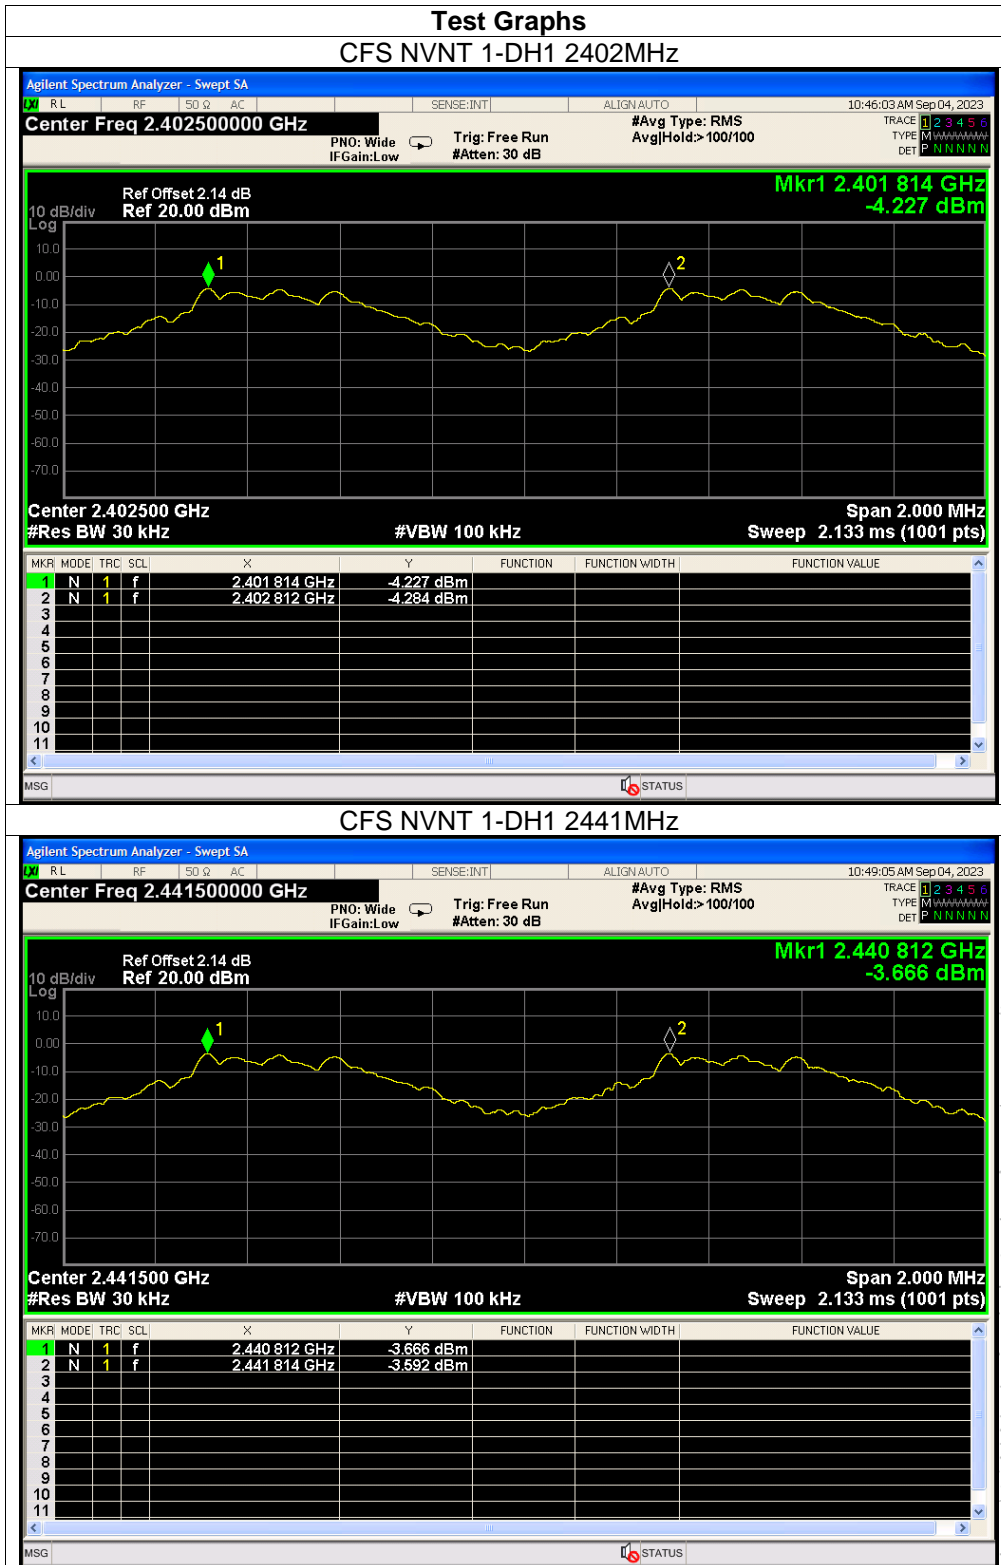 Test Graphs
CFS NVNT 1-DH1 2402MHz
Agilent Spectrum Analyzer - Swept SA
LXI RL RF 50 Ω AC SENSE:INT ALIGN AUTO 10:46:03 AM Sep 04, 2023
Center Freq 2.402500000 GHz #Avg Type: RMS TRACE 1 2 3 4 5 6
PNO: Wide Trig: Free Run Avg|Hold:> 100/100 TYPE M WWWWW
IFGain:Low #Atten: 30 dB DET P N N N N N
Mkr1 2.401 814 GHz
Ref Offset 2.14 dB
10 dB/div Ref 20.00 dBm -4.227 dBm
Log
10.0
1 2
0.00
-10.0
-20.0
-30.0
-40.0
-50.0
-60.0
-70.0
Center 2.402500 GHz Span 2.000 MHz
#Res BW 30 kHz #VBW 100 kHz Sweep 2.133 ms (1001 pts)
MKR MODE TRC SCL X Y FUNCTION FUNCTION WIDTH FUNCTION VALUE
1 N 1 f 2.401 814 GHz -4.227 dBm
2 N 1 f 2.402 812 GHz -4.284 dBm
3
4
5
6
7
8
9
10
11
MSG STATUS
CFS NVNT 1-DH1 2441MHz
Agilent Spectrum Analyzer - Swept SA
LXI RL RF 50 Ω AC SENSE:INT ALIGN AUTO 10:49:05 AM Sep 04, 2023
Center Freq 2.441500000 GHz #Avg Type: RMS TRACE 1 2 3 4 5 6
PNO: Wide Trig: Free Run Avg|Hold:> 100/100 TYPE M WWWWW
IFGain:Low #Atten: 30 dB DET P N N N N N
Mkr1 2.440 812 GHz
Ref Offset 2.14 dB
10 dB/div Ref 20.00 dBm -3.666 dBm
Log
10.0
1 2
0.00
-10.0
-20.0
-30.0
-40.0
-50.0
-60.0
-70.0
Center 2.441500 GHz Span 2.000 MHz
#Res BW 30 kHz #VBW 100 kHz Sweep 2.133 ms (1001 pts)
MKR MODE TRC SCL X Y FUNCTION FUNCTION WIDTH FUNCTION VALUE
1 N 1 f 2.440 812 GHz -3.666 dBm
2 N 1 f 2.441 814 GHz -3.592 dBm
3
4
5
6
7
8
9
10
11
MSG STATUS